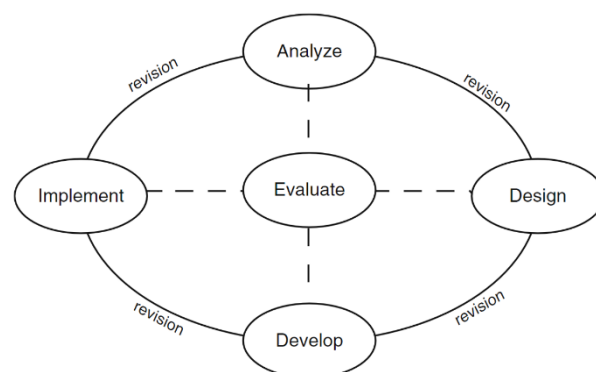 Analyze
revision
revision
Implement
Evaluate
Design
revision
revision
Develop